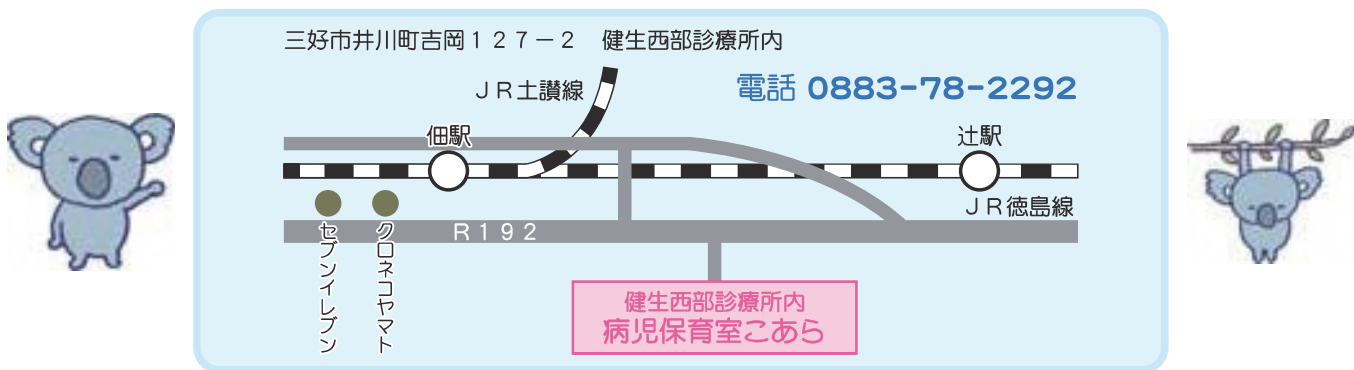 三好市井川町吉岡１２７－２　健生西部診療所内
ＪＲ土讃線
電話 0883-78-2292
佃駅
辻駅
ＪＲ徳島線
Ｒ１９２
セブンイレブン
クロネコヤマト
健生西部診療所内
病児保育室こあら